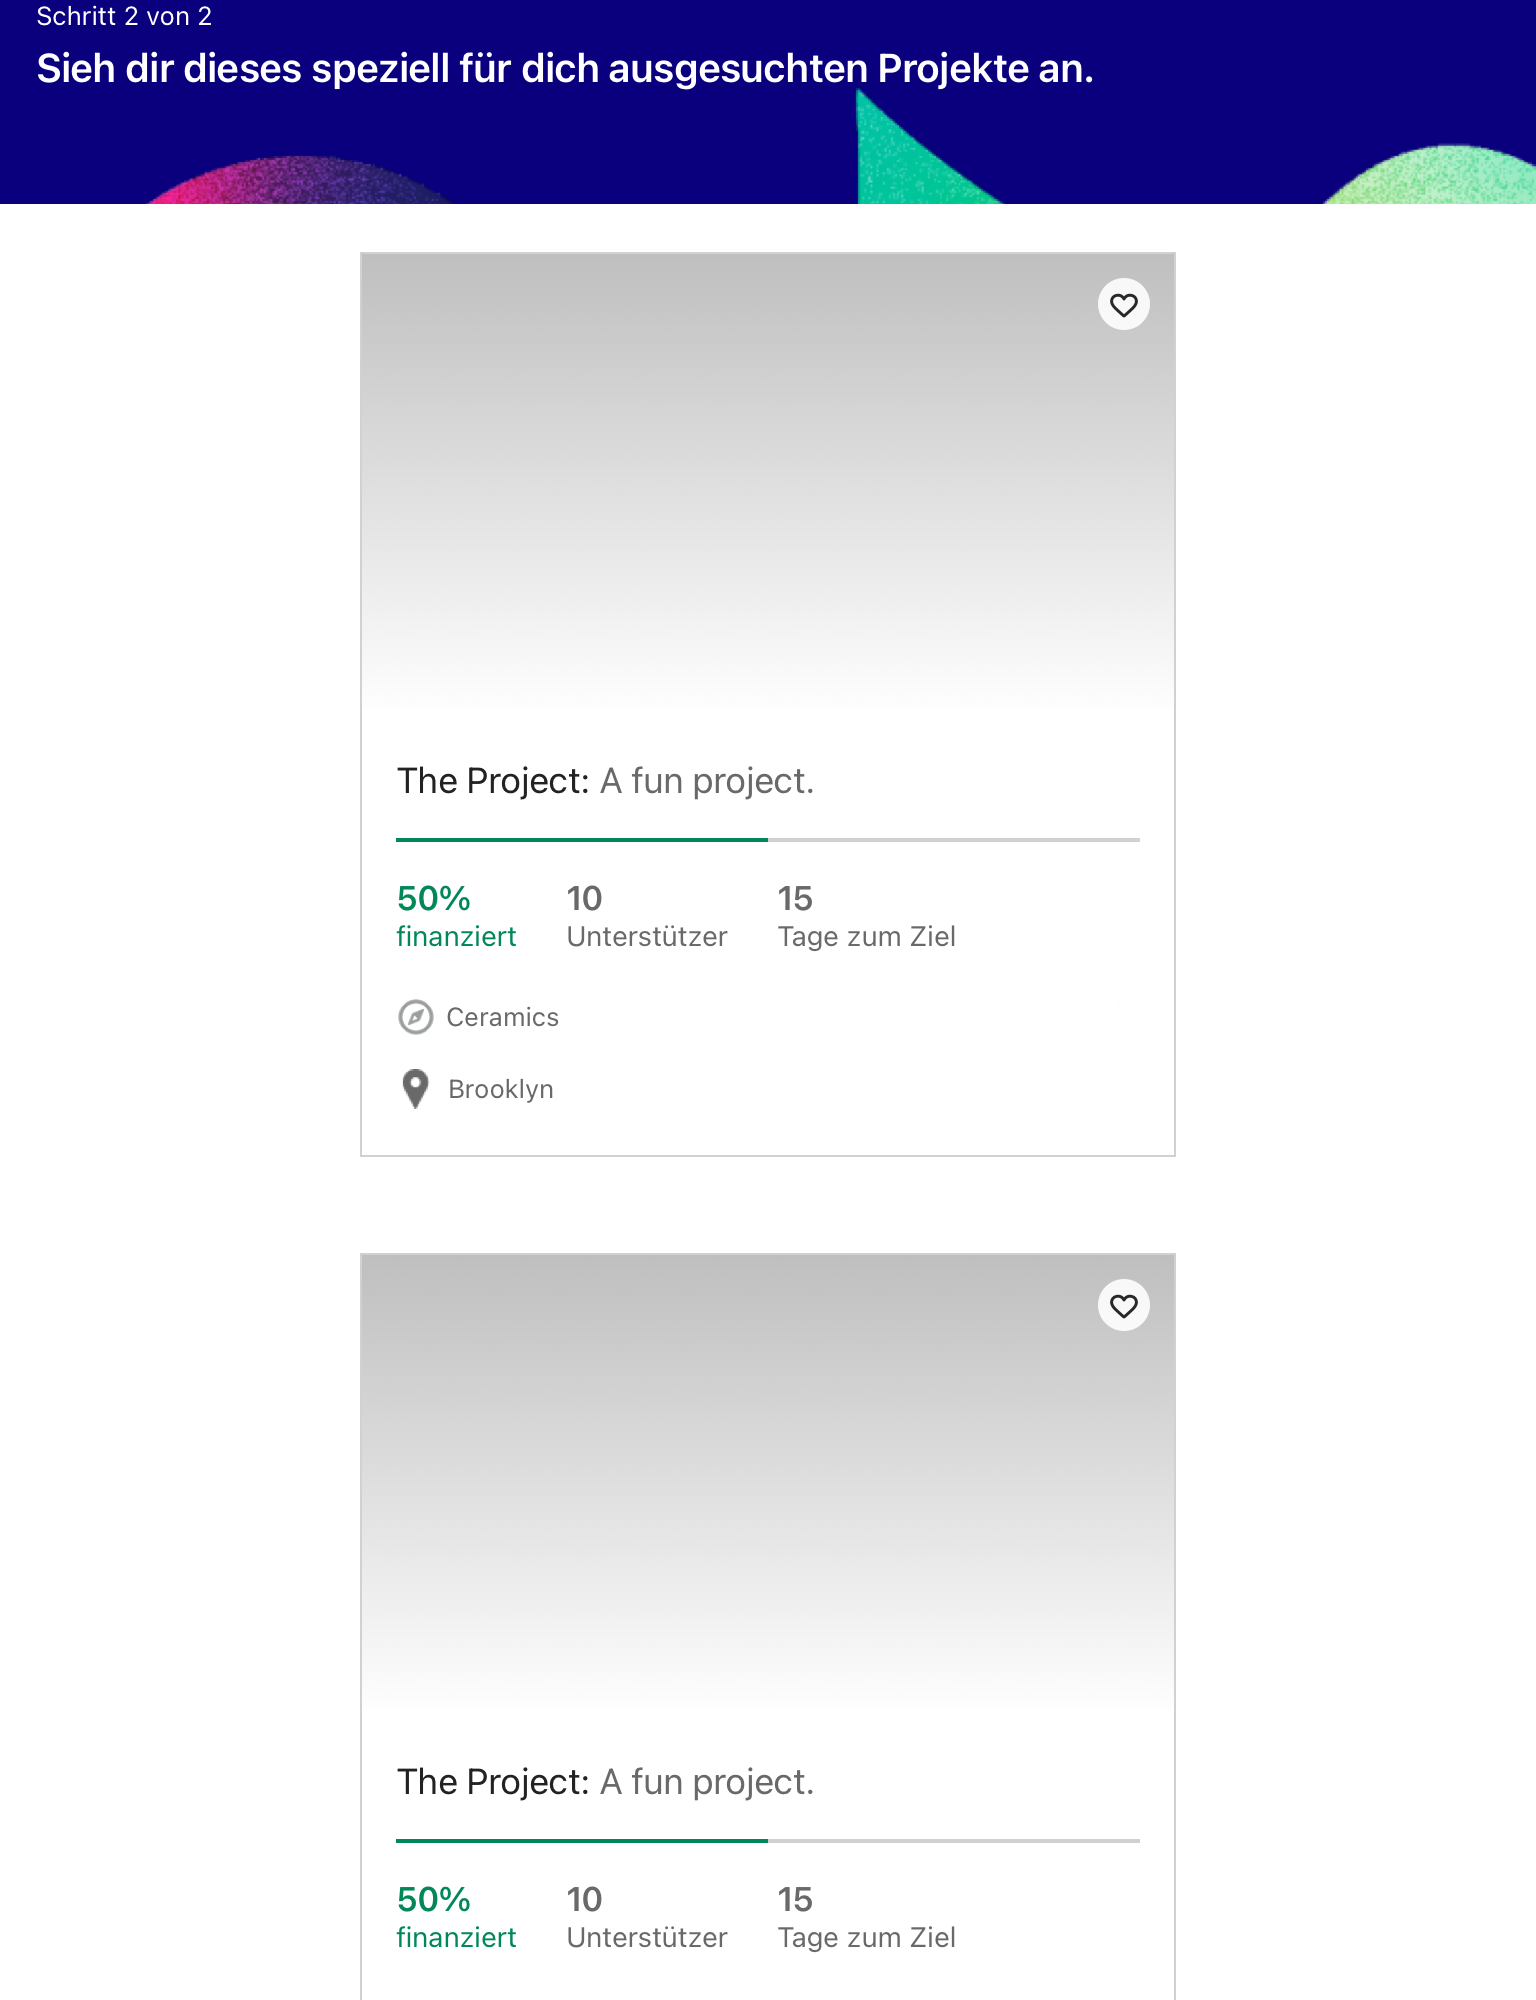 Schritt 2 von 2
Sieh dir dieses speziell für dich ausgesuchten Projekte an.
The Project: A fun project.
50% 10 15
finanziert Unterstützer Tage zum Ziel
Ceramics
Brooklyn
The Project: A fun project.
50% 10 15
finanziert Unterstützer Tage zum Ziel